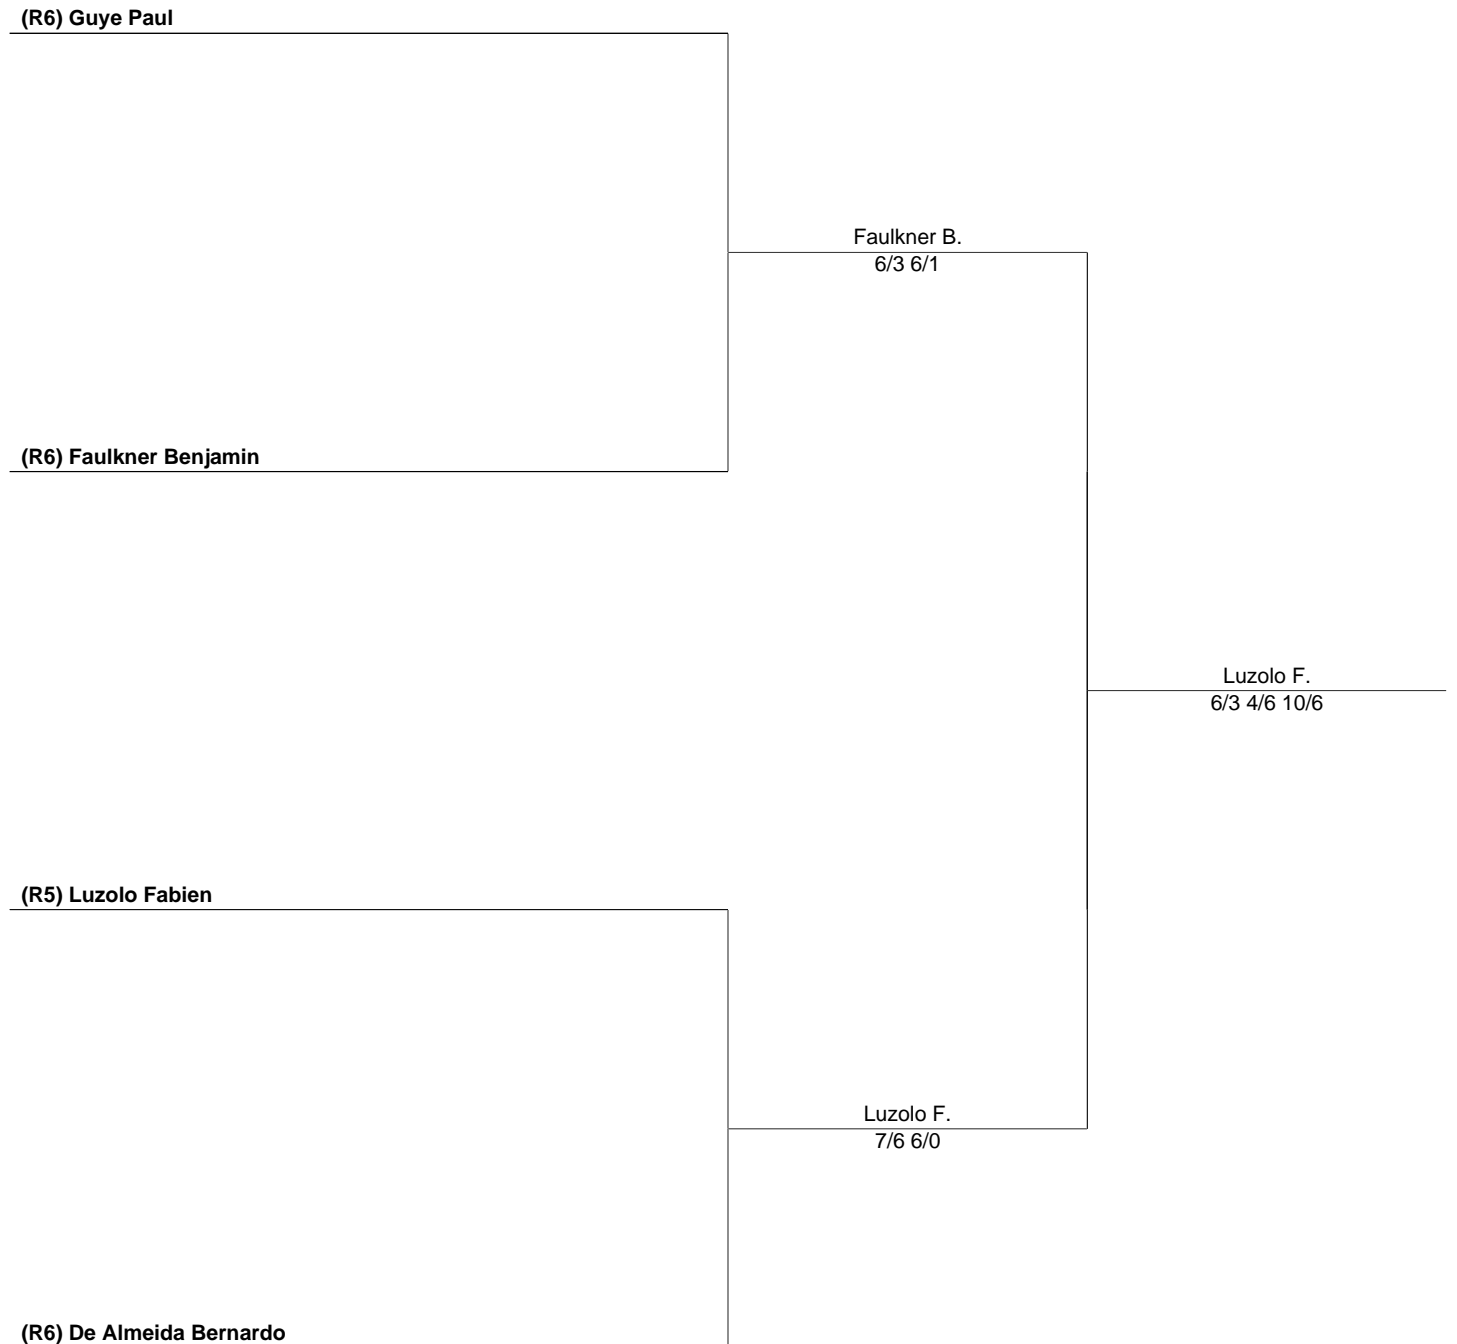 (R6) Guye Paul
Faulkner B.
6/3 6/1
(R6) Faulkner Benjamin
Luzolo F.
6/3 4/6 10/6
(R5) Luzolo Fabien
Luzolo F.
7/6 6/0
(R6) De Almeida Bernardo